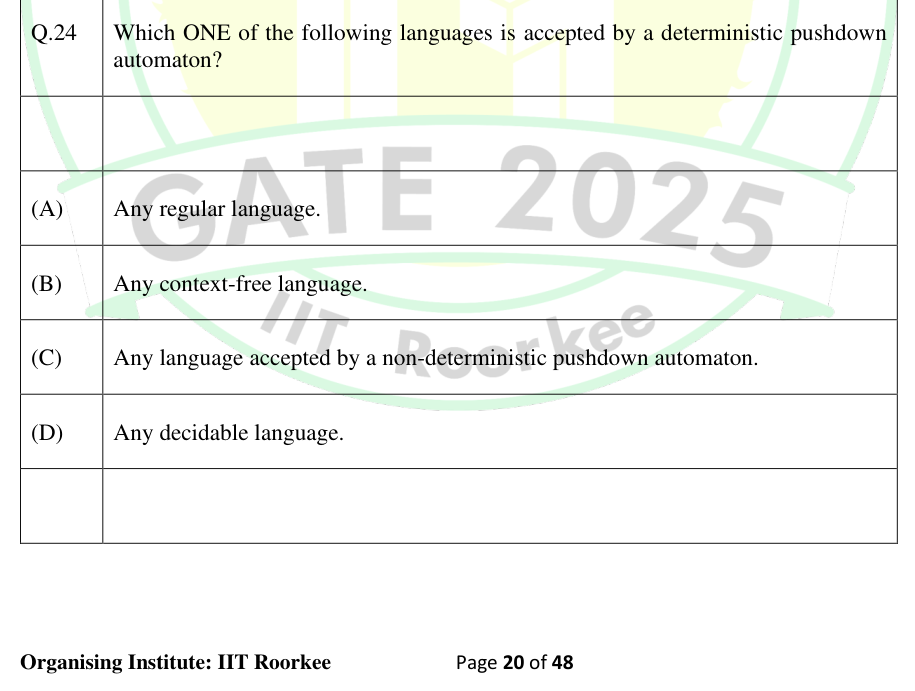 Q.24 Which ONE of the following languages is accepted by a deterministic pushdown
automaton?
GATE 2025
(A) Any regular language.
(B) Any context-free language.
IIT Roorkee
(C) Any language accepted by a non-deterministic pushdown automaton.
(D) Any decidable language.
Organising Institute: IIT Roorkee Page 20 of 48